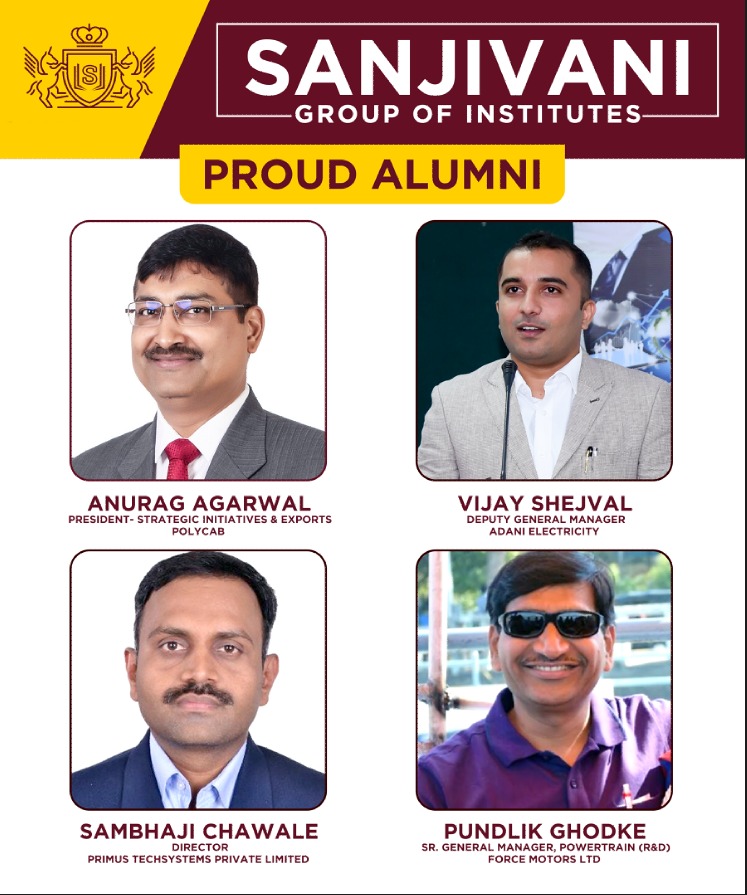 SANJIVANI
GROUP OF INSTITUTES
PROUD ALUMNI
ANURAG AGARWAL
PRESIDENT- STRATEGIC INITIATIVES & EXPORTS
POLYCAB
VIJAY SHEJVAL
DEPUTY GENERAL MANAGER
ADANI ELECTRICITY
SAMBHAJI CHAWALE
DIRECTOR
PRIMUS TECHSYSTEMS PRIVATE LIMITED
PUNDLIK GHODKE
SR. GENERAL MANAGER, POWERTRAIN (R&D)
FORCE MOTORS LTD